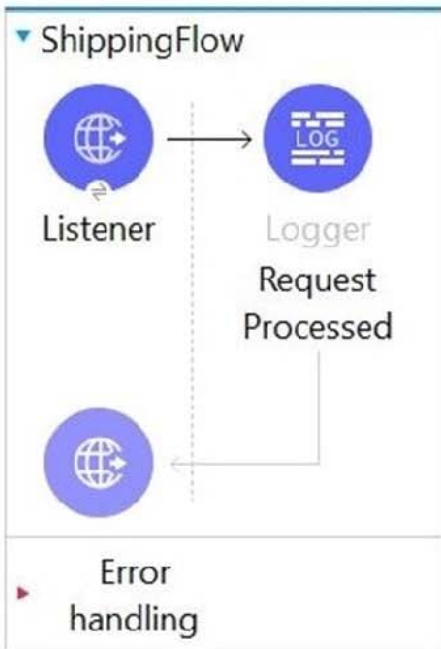 ShippingFlow
LOG
Listener
Logger
Request
Processed
Error
handling